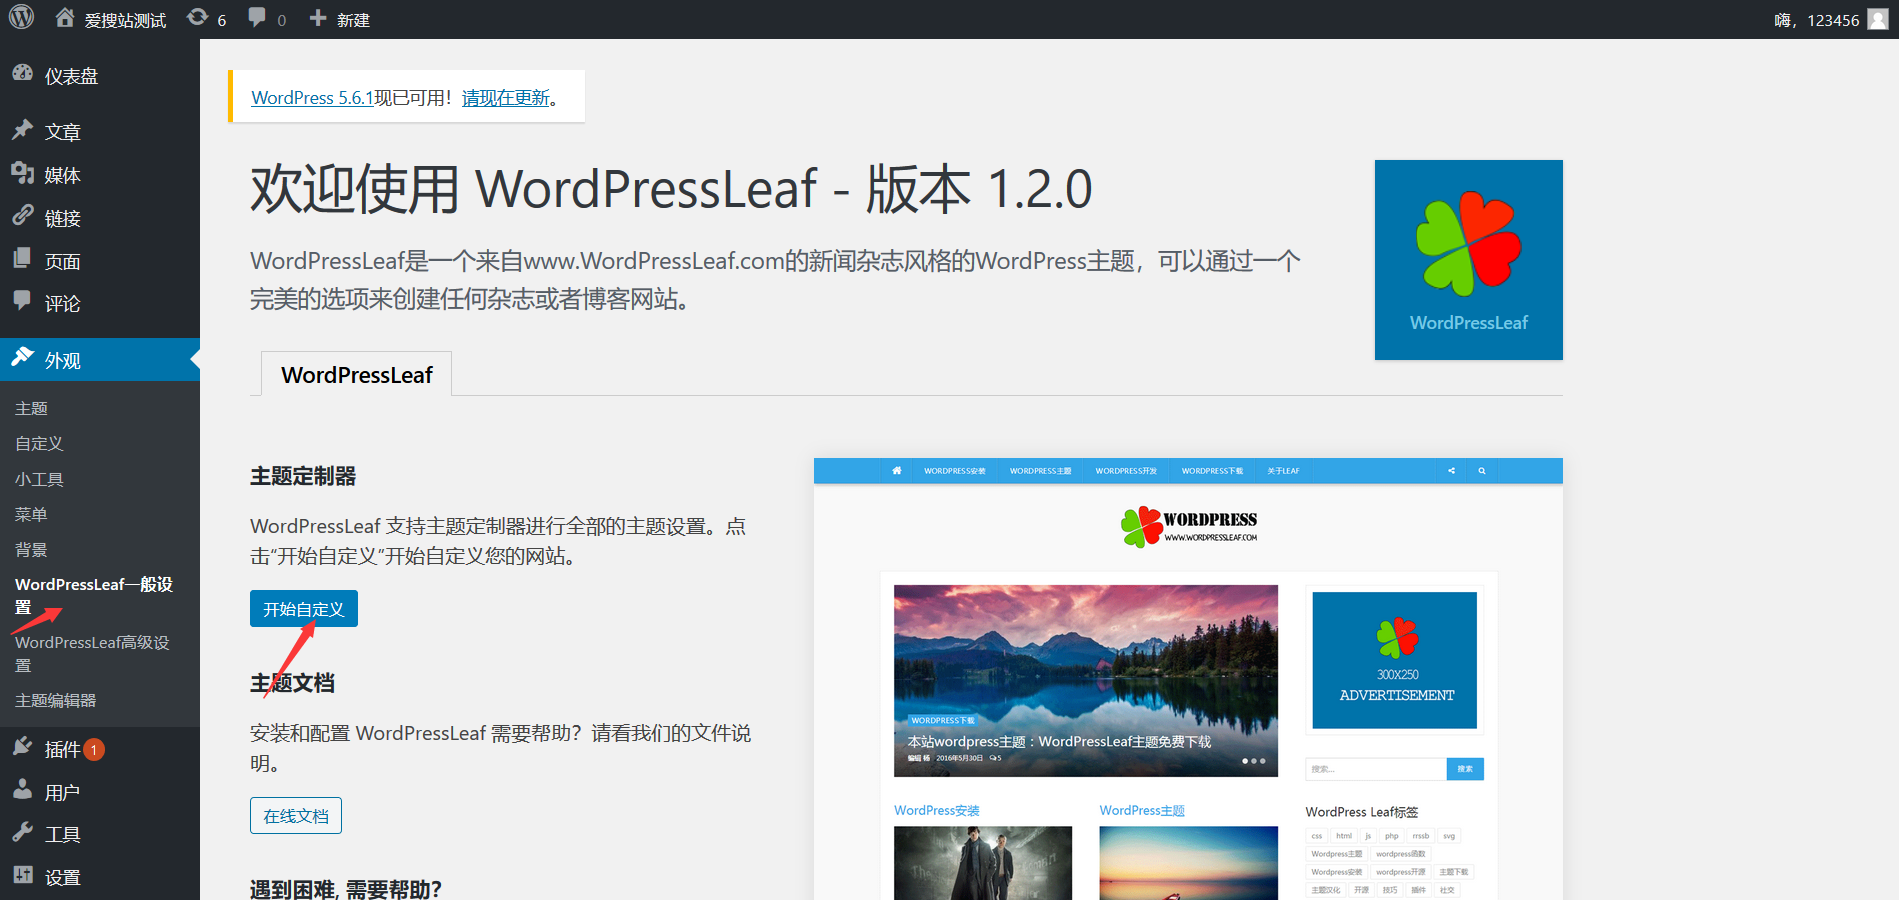 爱搜站测试
6
0
新建
嗨，123456
仪表盘
文章
媒体
链接
页面
评论
外观
主题
自定义
小工具
菜单
背景
WordPressLeaf一般设
置
WordPressLeaf高级设
置
主题编辑器
插件 1
用户
工具
设置
WordPress 5.6.1现已可用！请现在更新。
欢迎使用 WordPressLeaf - 版本 1.2.0
WordPressLeaf是一个来自www.WordPressLeaf.com的新闻杂志风格的WordPress主题，可以通过一个
完美的选项来创建任何杂志或者博客网站。
WordPressLeaf
WordPressLeaf
主题定制器
WordPressLeaf 支持主题定制器进行全部的主题设置。点
击“开始自定义”开始自定义您的网站。
开始自定义
主题文档
安装和配置 WordPressLeaf 需要帮助？请看我们的文件说
明。
在线文档
遇到困难, 需要帮助?
WORDPRESS安装
WORDPRESS主题
WORDPRESS开发
WORDPRESS下载
关于LEAF
WORDPRESS
WWW.WORDPRESSLEAF.COM
WORDPRESS下载
本站wordpress主题：WordPressLeaf主题免费下载
编辑 杨 2016年5月30日 5
300X250
ADVERTISEMENT
搜索...
搜索
WordPress安装
WordPress主题
WordPress Leaf标签
css html js php rrssb svg
Wordpress主题 wordpress函数
Wordpress安装 wordpress开源 主题下载
主题汉化 开源 技巧 插件 社交